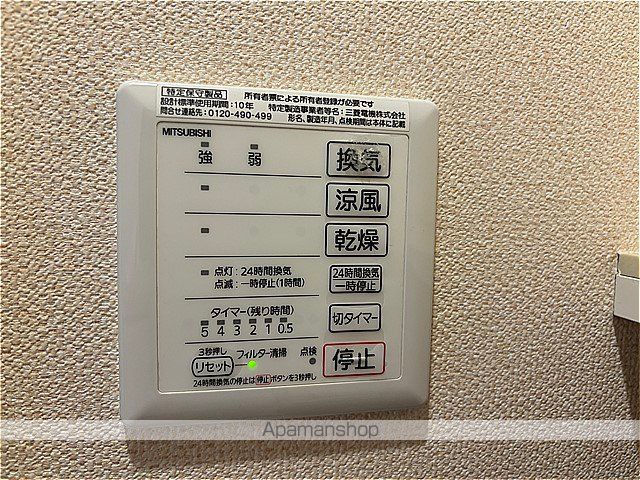 特定保守製品 所有者票による所有者登録が必要です
設計標準使用期間:10年 特定製造事業者等名:三菱電機株式会社
問合せ連絡先:0120-490-499 形名、製造年月、点検期間は本体に記載
MITSUBISHI
強 弱 換気
涼風
乾燥
点灯:24時間換気
点滅:一時停止(1時間)
24時間換気
一時停止
タイマー(残り時間)
5 4 3 2 1 0.5
切タイマー
3秒押し
リセット フィルター清掃 点検
停止
24時間換気の停止は停止ボタンを3秒押し
Apamanshop